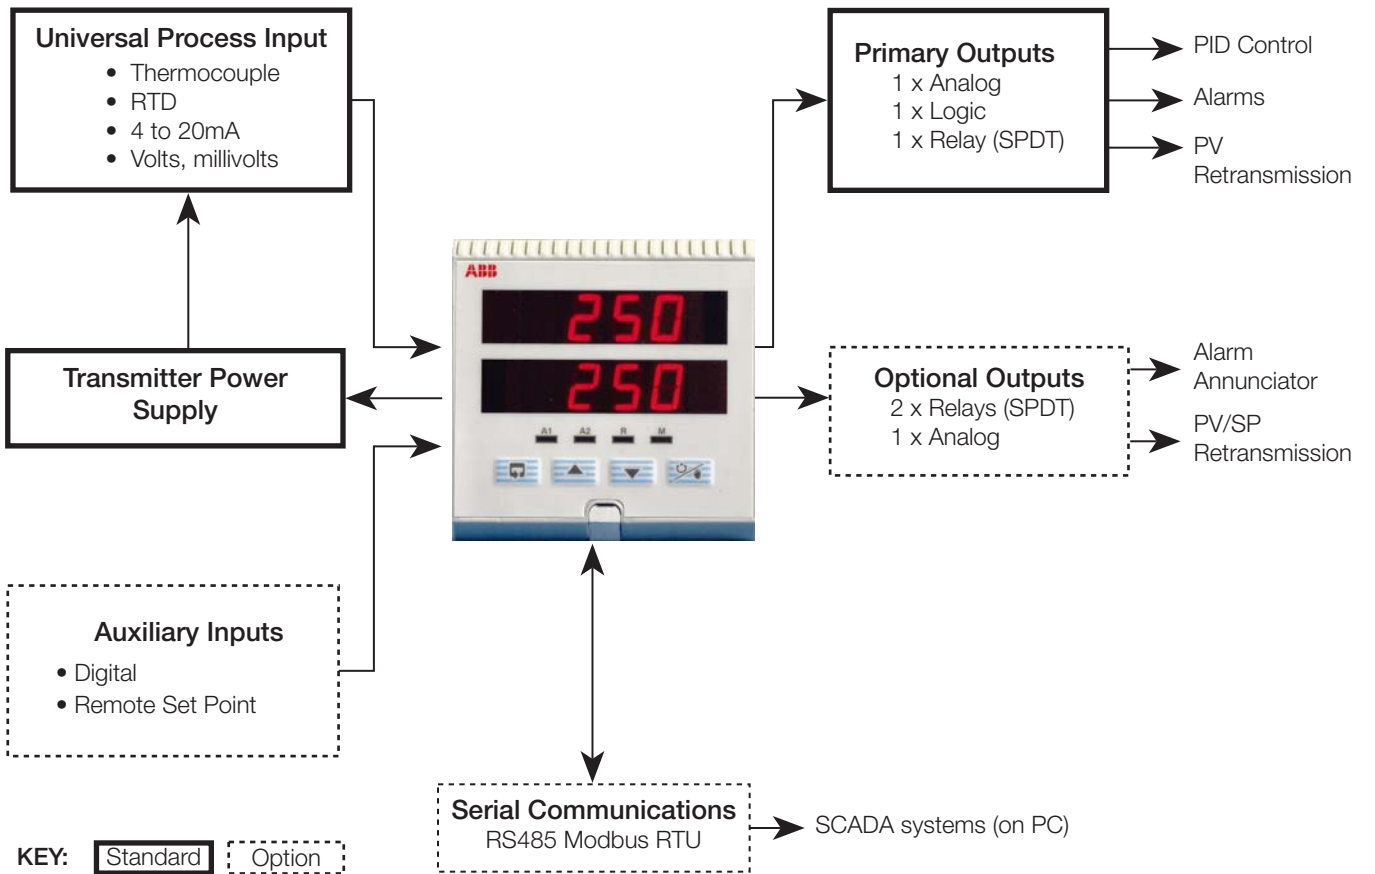 Universal Process Input
• Thermocouple
• RTD
• 4 to 20mA
• Volts, millivolts
Transmitter Power
Supply
Auxiliary Inputs
• Digital
• Remote Set Point
ABB
250
250
A1 A2 R M
Primary Outputs
1 x Analog
1 x Logic
1 x Relay (SPDT)
PID Control
Alarms
PV
Retransmission
Optional Outputs
2 x Relays (SPDT)
1 x Analog
Alarm
Annunciator
PV/SP
Retransmission
Serial Communications
RS485 Modbus RTU
SCADA systems (on PC)
KEY: Standard Option